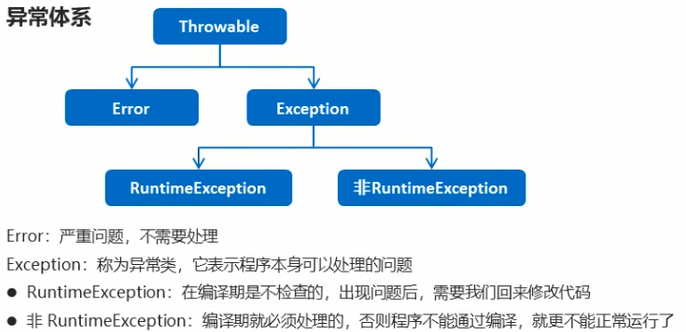 异常体系
Throwable
Error
Exception
RuntimeException
非RuntimeException
Error：严重问题，不需要处理
Exception：称为异常类，它表示程序本身可以处理的问题
● RuntimeException：在编译期是不检查的，出现问题后，需要我们回来修改代码
● 非 RuntimeException：编译期就必须处理的，否则程序不能通过编译，就更不能正常运行了